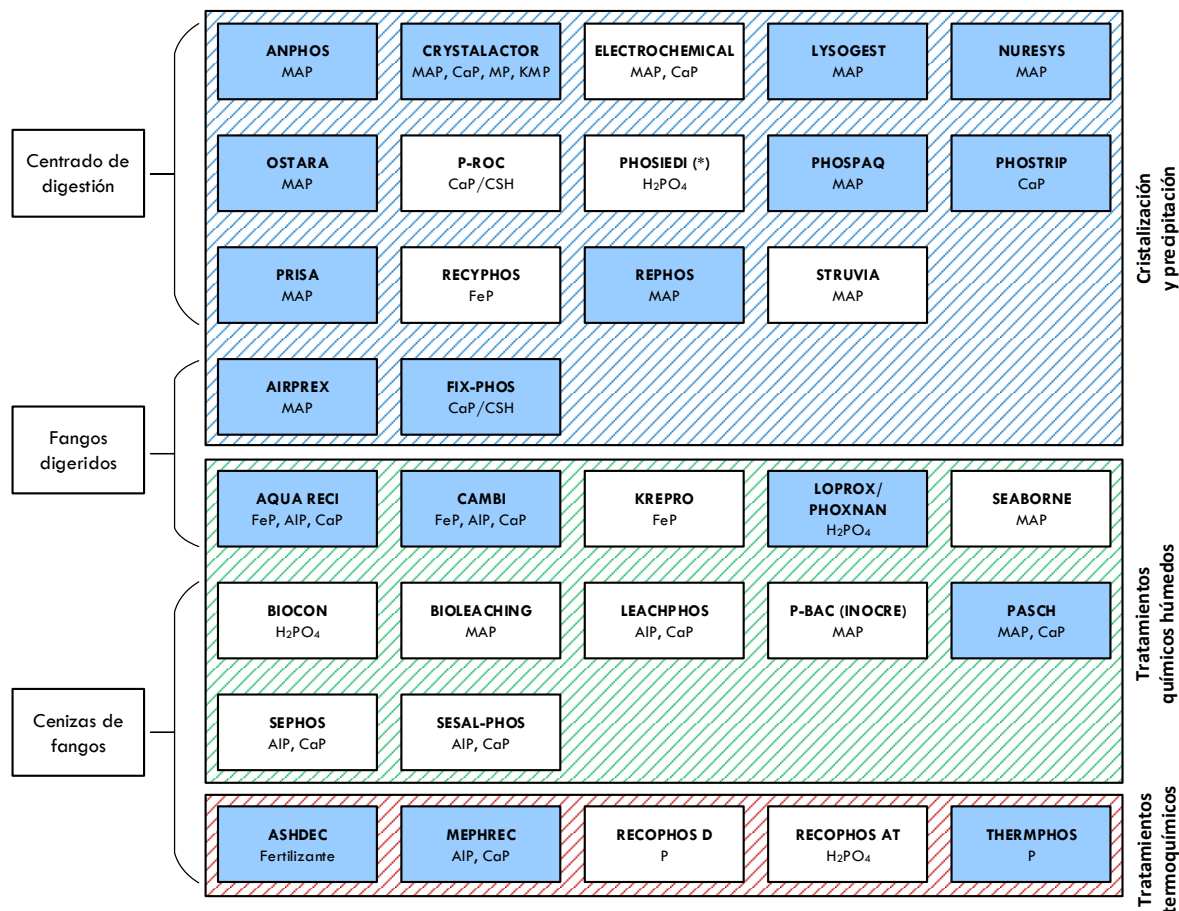 ANPHOS
MAP
CRYSTALACTOR
MAP, CaP, MP, KMP
ELECTROCHEMICAL
MAP, CaP
LYSOGEST
MAP
NURESYS
MAP
Centrado de
digestión
OSTARA
MAP
P-ROC
CaP/CSH
PHOSIEDI (*)
H₂PO₄
PHOSPAQ
MAP
PHOSTRIP
CaP
PRISA
MAP
RECYPHOS
FeP
REPHOS
MAP
STRUVIA
MAP
AIRPREX
MAP
FIX-PHOS
CaP/CSH
Cristalización
y precipitación
Fangos
digeridos
AQUA RECI
FeP, AlP, CaP
CAMBI
FeP, AlP, CaP
KREPRO
FeP
LOPROX/
PHOXNAN
H₂PO₄
SEABORNE
MAP
BIOCON
H₂PO₄
BIOLEACHING
MAP
LEACHPHOS
AlP, CaP
P-BAC (INOCRE)
MAP
PASCH
MAP, CaP
Cenizas de
fangos
SEPHOS
AlP, CaP
SESAL-PHOS
AlP, CaP
Tratamientos
químicos húmedos
ASHDEC
Fertilizante
MEPHREC
AlP, CaP
RECOPHOS D
P
RECOPHOS AT
H₂PO₄
THERMPHOS
P
Tratamientos
termoquímicos